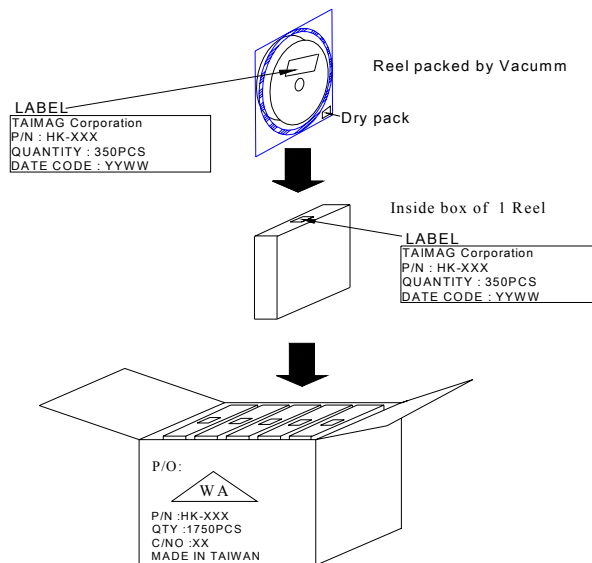 Reel packed by Vacumm
Dry pack
LABEL
TAIMAG Corporation
P/N : HK-XXX
QUANTITY : 350PCS
DATE CODE : YYWW
Inside box of 1 Reel
LABEL
TAIMAG Corporation
P/N : HK-XXX
QUANTITY : 350PCS
DATE CODE : YYWW
P/O:
WA
P/N :HK-XXX
QTY :1750PCS
C/NO :XX
MADE IN TAIWAN